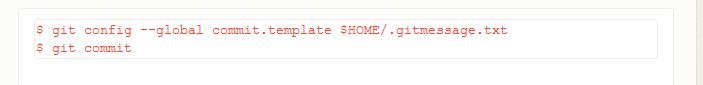 $ git config --global commit.template $HOME/.gitmessage.txt
$ git commit